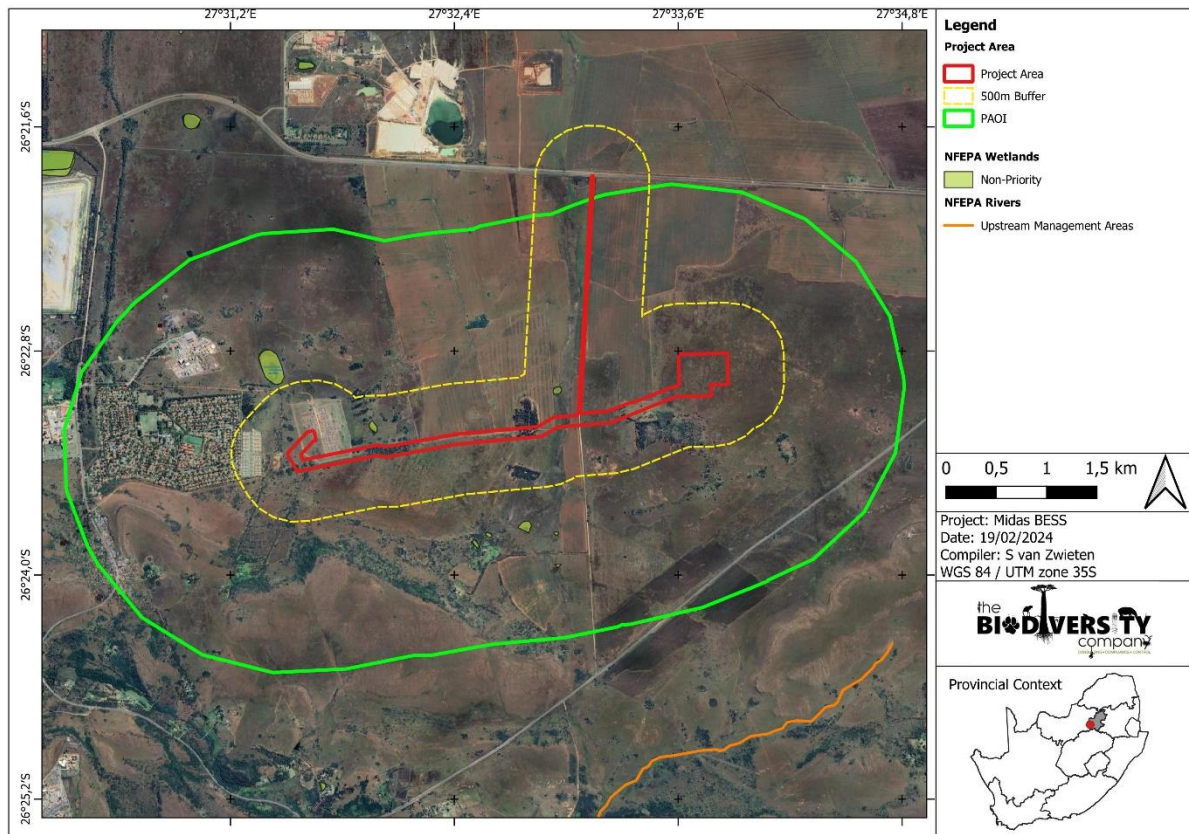 27°31,2'E
27°32,4'E
27°33,6'E
27°34,8'E
26°21,6'S
26°22,8'S
26°24,0'S
26°25,2'S
Legend
Project Area
Project Area
500m Buffer
PAOI
NFEPA Wetlands
Non-Priority
NFEPA Rivers
Upstream Management Areas
0 0,5 1 1,5 km
Project: Midas BESS
Date: 19/02/2024
Compiler: S van Zwieten
WGS 84 / UTM zone 35S
the
BIODIVERSITY
company
Provincial Context